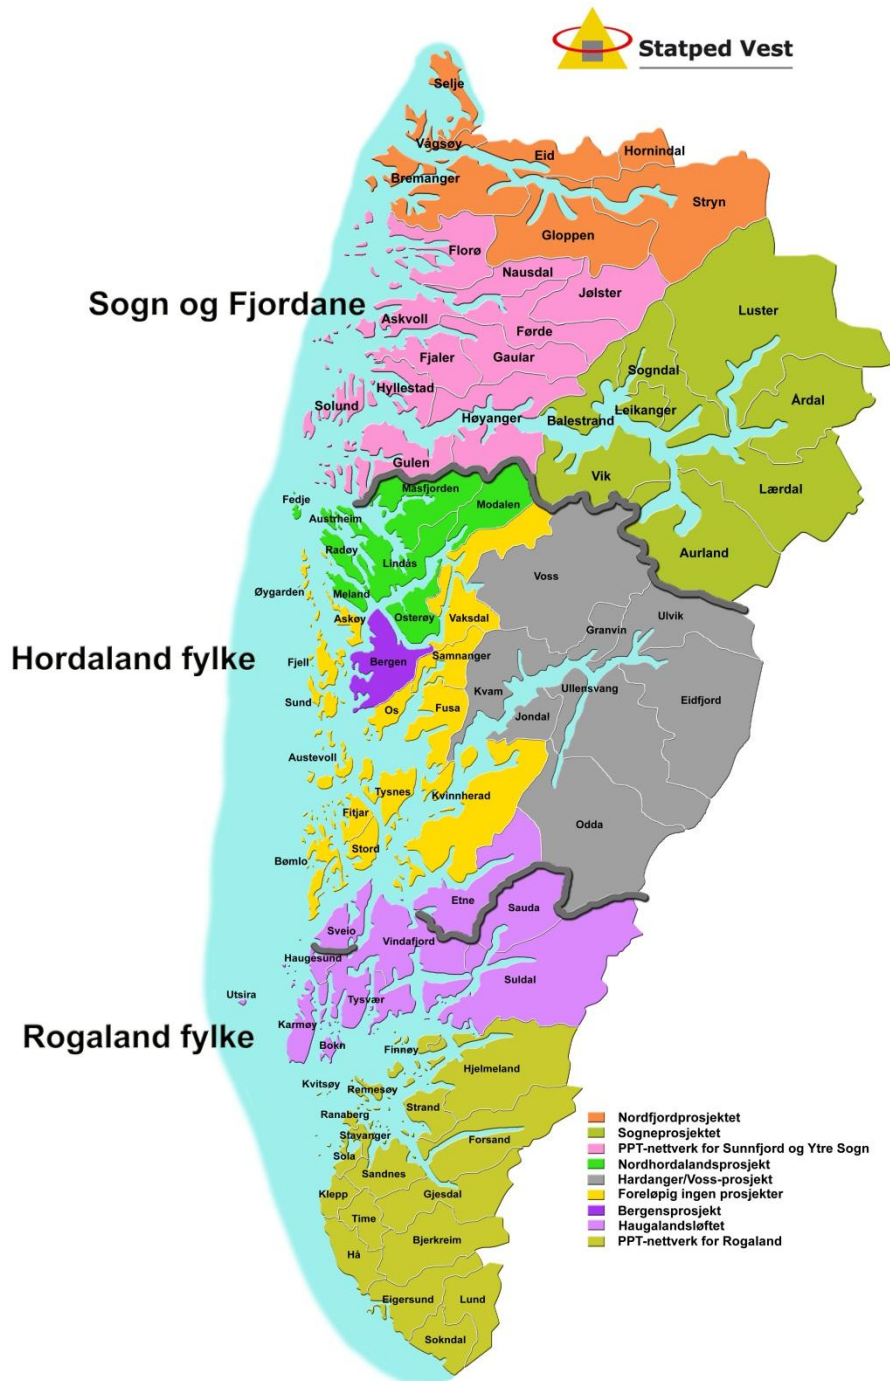 Statped Vest
Selje
Vågsøy
Eid
Hornindal
Bremanger
Stryn
Gloppen
Florø
Nausdal
Jølster
Luster
Sogn og Fjordane
Askvoll
Førde
Fjaler
Gaular
Sogndal
Hyllestad
Solund
Leikanger
Årdal
Høyanger
Balestrand
Gulen
Vik
Lærdal
Masfjorden
Fedje
Modalen
Austrheim
Aurland
Radøy
Lindås
Voss
Øygarden
Meland
Askøy
Osterøy
Vaksdal
Ulvik
Granvin
Hordaland fylke
Bergen
Samnanger
Fjell
Kvam
Ullensvang
Eidfjord
Sund
Os
Fusa
Jondal
Austevoll
Tysnes
Kvinnherad
Fitjar
Odda
Stord
Bømlo
Etne
Sauda
Sveio
Vindafjord
Haugesund
Suldal
Utsira
Tysvær
Karmøy
Rogaland fylke
Bokn
Finnøy
Hjelmeland
Kvitsøy
Rennesøy
Strand
Ranaberg
Stavanger
Forsand
Sola
Sandnes
Klepp
Gjesdal
Time
Hå
Bjerkreim
Eigersund
Lund
Sokndal
Nordfjordprosjektet
Sogneprosjektet
PPT-nettverk for Sunnfjord og Ytre Sogn
Nordhordalandsprosjekt
Hardanger/Voss-prosjekt
Foreløpig ingen prosjekter
Bergensprosjekt
Haugalandsløftet
PPT-nettverk for Rogaland